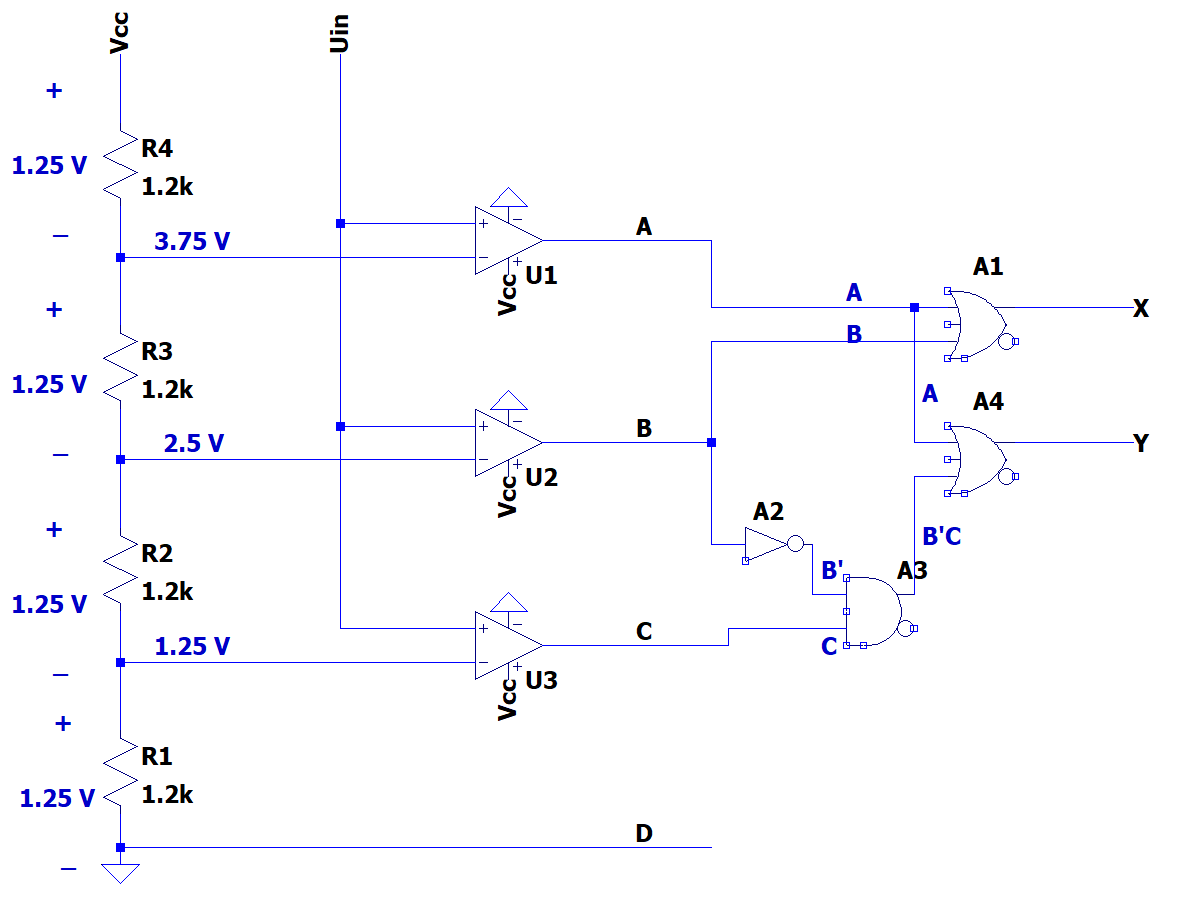 Vcc
Uin
+
1.25 V
R4
1.2k
−
3.75 V
+
−
−
+
U1
Vcc
A
A
B
A1
X
+
1.25 V
R3
1.2k
−
2.5 V
+
−
−
+
U2
Vcc
B
A
A4
Y
+
1.25 V
R2
1.2k
−
1.25 V
+
−
−
+
U3
Vcc
C
A2
B'
C
A3
B'C
+
1.25 V
R1
1.2k
−
D